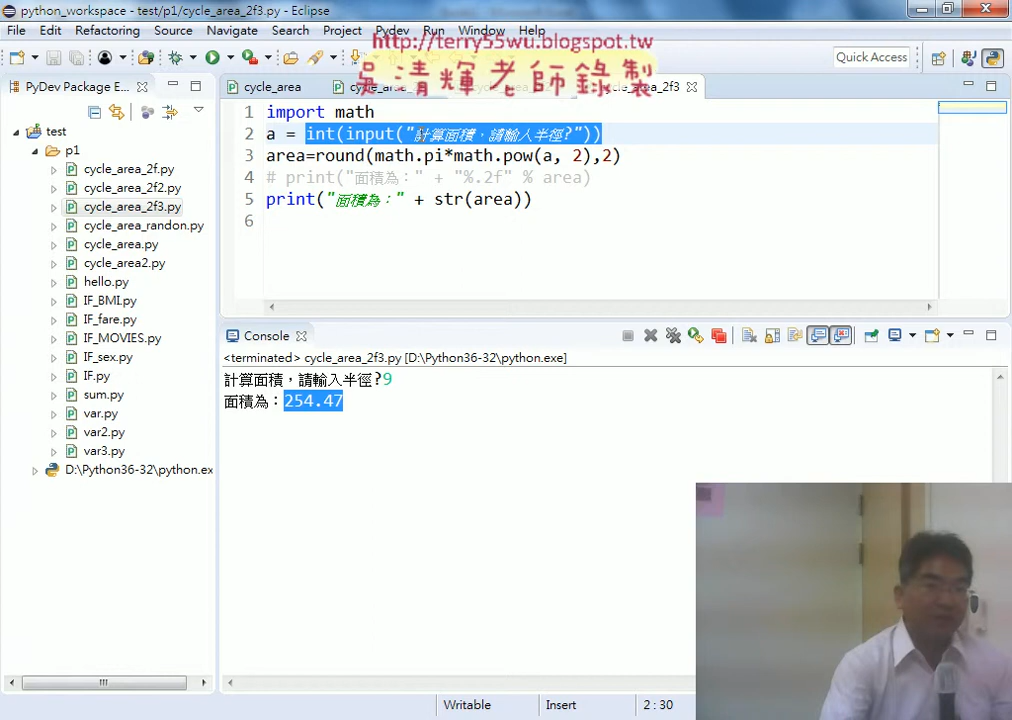 python_workspace - test/p1/cycle_area_2f3.py - Eclipse
File Edit Refactoring Source Navigate Search Project Pydev Run Window Help
http://terry55wu.blogspot.tw
吳清輝老師錄製
Quick Access
PyDev Package E...
cycle_area
cycle_area_2f3
test
p1
cycle_area_2f.py
cycle_area_2f2.py
cycle_area_2f3.py
cycle_area_randon.py
cycle_area.py
cycle_area2.py
hello.py
IF_BMI.py
IF_fare.py
IF_MOVIES.py
IF_sex.py
IF.py
sum.py
var.py
var2.py
var3.py
D:\Python36-32\python.ex
1 import math
2 a = int(input("計算面積，請輸入半徑?"))
3 area=round(math.pi*math.pow(a, 2),2)
4 # print("面積為：" + "%.2f" % area)
5 print("面積為：" + str(area))
6
Console
<terminated> cycle_area_2f3.py [D:\Python36-32\python.exe]
計算面積，請輸入半徑?9
面積為：254.47
Writable Insert 2 : 30